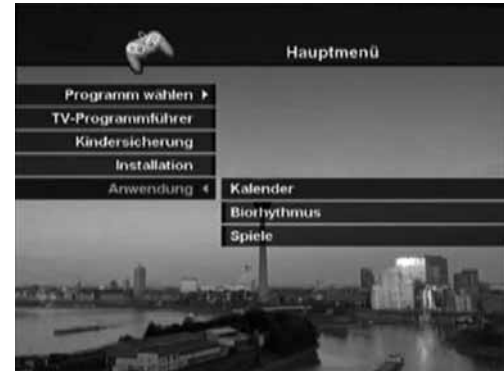 Hauptmenü
Programm wählen
TV-Programmführer
Kindersicherung
Installation
Anwendung
Kalender
Biorhythmus
Spiele